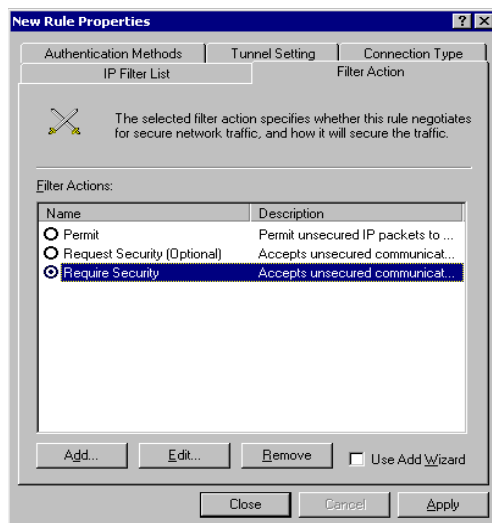 New Rule Properties
Authentication Methods Tunnel Setting Connection Type
IP Filter List Filter Action
The selected filter action specifies whether this rule negotiates
for secure network traffic, and how it will secure the traffic.
Filter Actions:
Name Description
Permit Permit unsecured IP packets to ...
Request Security (Optional) Accepts unsecured communicat...
Require Security Accepts unsecured communicat...
Add... Edit... Remove Use Add Wizard
Close Cancel Apply